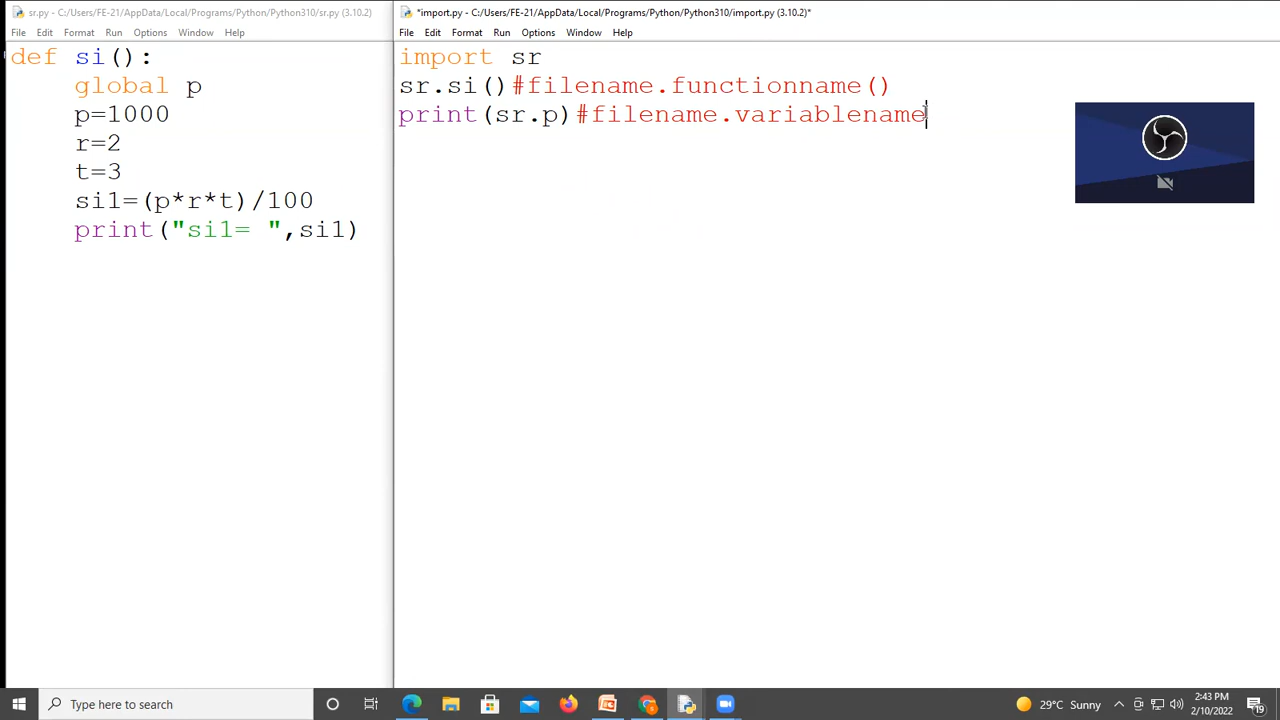 sr.py - C:/Users/FE-21/AppData/Local/Programs/Python/Python310/sr.py (3.10.2)
File Edit Format Run Options Window Help
def si():
    global p
    p=1000
    r=2
    t=3
    si1=(p*r*t)/100
    print("si1= ",si1)
*import.py - C:/Users/FE-21/AppData/Local/Programs/Python/Python310/import.py (3.10.2)*
File Edit Format Run Options Window Help
import sr
sr.si()#filename.functionname()
print(sr.p)#filename.variablename
Type here to search
29°C Sunny
2:43 PM
2/10/2022
19